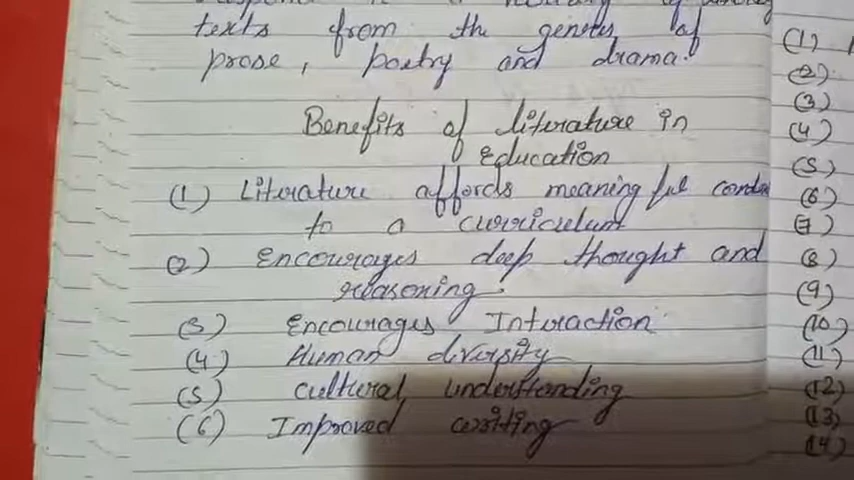 texts from the genres of
prose, poetry and drama.
Benefits of literature in
Education
(1) Literature affords meaningful
to a curriculum
(2) Encourages deep thought and
reasoning.
(3) Encourages Interaction
(4) Human diversity
(5) cultural understanding
(6) Improved writing
(1)
(2)
(3)
(4)
(5)
(6)
(7)
(8)
(9)
(10)
(11)
(12)
(13)
(14)